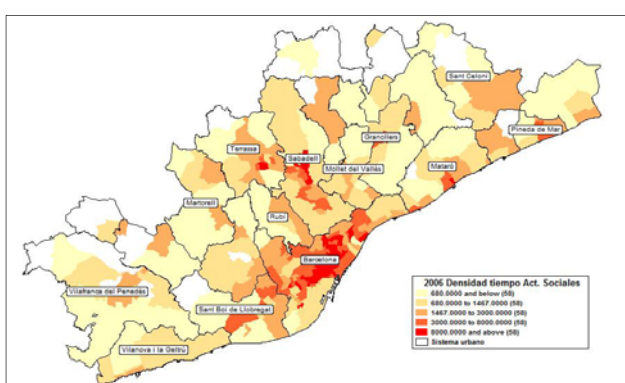 Sant Celoni
Pineda de Mar
Granollers
Terrassa
Sabadell
Mollet del Vallès
Mataró
Martorell
Rubí
Barcelona
Vilafranca del Penedès
Sant Boi de Llobregat
Vilanova i la Geltrú
2006 Densidad tiempo Act. Sociales
680.0000 and below (58)
680.0000 to 1467.0000 (58)
1467.0000 to 3000.0000 (58)
3000.0000 to 8000.0000 (58)
8000.0000 and above (58)
Sistema urbano